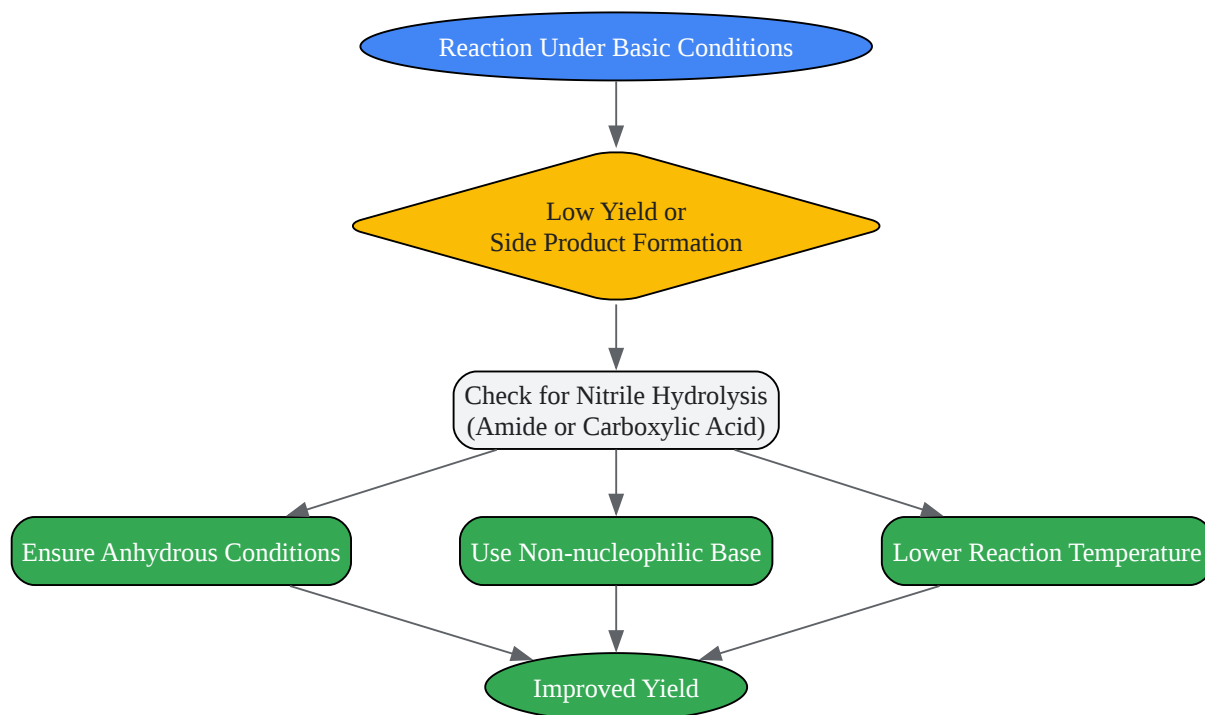 Reaction Under Basic Conditions
Low Yield or
Side Product Formation
Check for Nitrile Hydrolysis
(Amide or Carboxylic Acid)
Ensure Anhydrous Conditions
Use Non-nucleophilic Base
Lower Reaction Temperature
Improved Yield